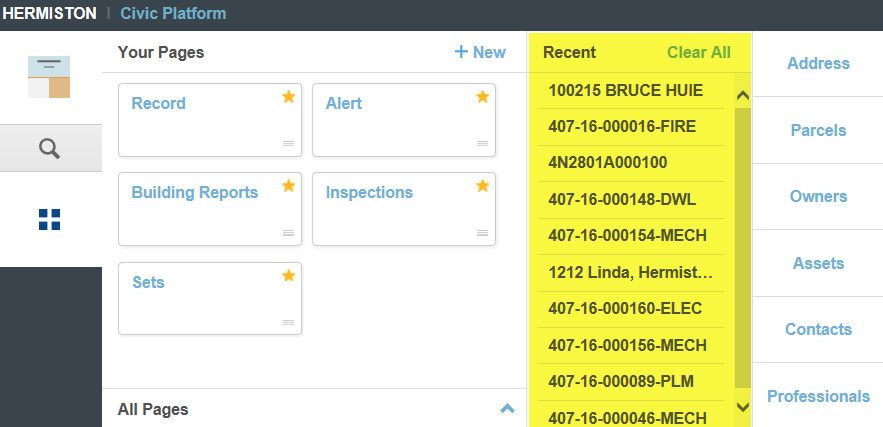 HERMISTON | Civic Platform
Your Pages
+ New
Record
Alert
Building Reports
Inspections
Sets
All Pages
Recent
Clear All
100215 BRUCE HUIE
407-16-000016-FIRE
4N2801A000100
407-16-000148-DWL
407-16-000154-MECH
1212 Linda, Hermist...
407-16-000160-ELEC
407-16-000156-MECH
407-16-000089-PLM
407-16-000046-MECH
Address
Parcels
Owners
Assets
Contacts
Professionals